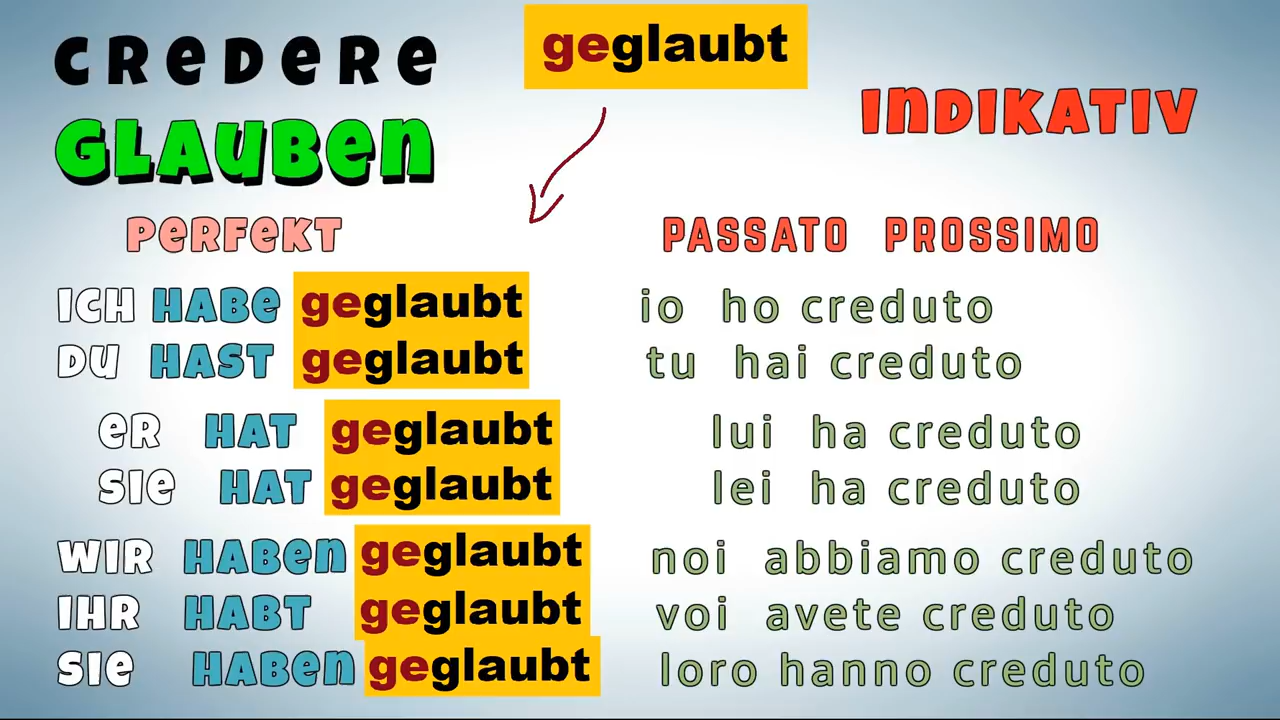 CREDERE
geglaubt
GLAUBEN
INDIKATIV
PERFEKT
PASSATO PROSSIMO
ICH HABE geglaubt
io ho creduto
DU HAST geglaubt
tu hai creduto
ER HAT geglaubt
lui ha creduto
SIE HAT geglaubt
lei ha creduto
WIR HABEN geglaubt
noi abbiamo creduto
IHR HABT geglaubt
voi avete creduto
SIE HABEN geglaubt
loro hanno creduto